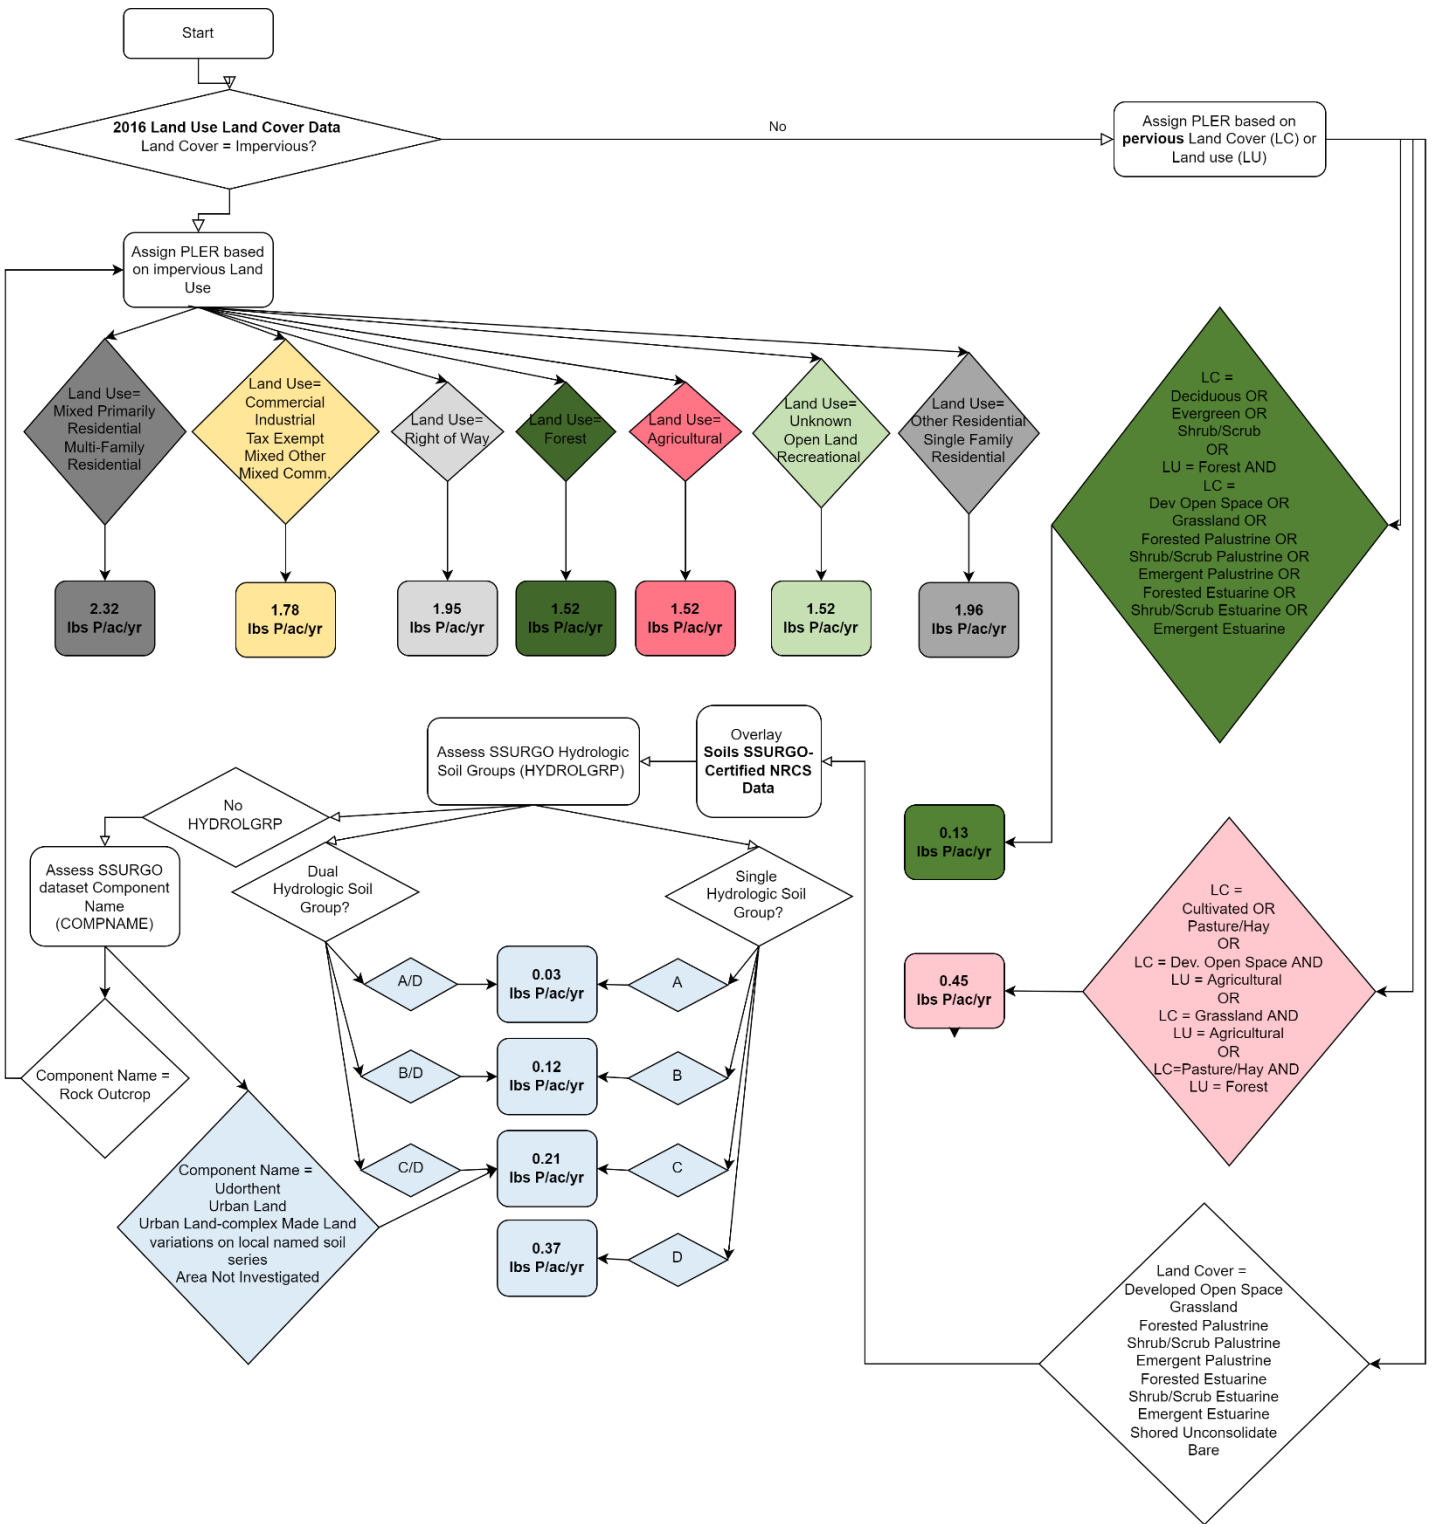 Start
2016 Land Use Land Cover Data
Land Cover = Impervious?
No
Assign PLER based on
pervious Land Cover (LC) or
Land use (LU)
Assign PLER based
on impervious Land
Use
Land Use=
Mixed Primarily
Residential
Multi-Family
Residential
Land Use=
Commercial
Industrial
Tax Exempt
Mixed Other
Mixed Comm.
Land Use=
Right of Way
Land Use=
Forest
Land Use=
Agricultural
Land Use=
Unknown
Open Land
Recreational
Land Use=
Other Residential
Single Family
Residential
2.32
lbs P/ac/yr
1.78
lbs P/ac/yr
1.95
lbs P/ac/yr
1.52
lbs P/ac/yr
1.52
lbs P/ac/yr
1.52
lbs P/ac/yr
1.96
lbs P/ac/yr
LC =
Deciduous OR
Evergreen OR
Shrub/Scrub
OR
LU = Forest AND
LC =
Dev Open Space OR
Grassland OR
Forested Palustrine OR
Shrub/Scrub Palustrine OR
Emergent Palustrine OR
Forested Estuarine OR
Shrub/Scrub Estuarine OR
Emergent Estuarine
0.13
lbs P/ac/yr
LC =
Cultivated OR
Pasture/Hay
OR
LC = Dev. Open Space AND
LU = Agricultural
OR
LC = Grassland AND
LU = Agricultural
OR
LC=Pasture/Hay AND
LU = Forest
0.45
lbs P/ac/yr
Land Cover =
Developed Open Space
Grassland
Forested Palustrine
Shrub/Scrub Palustrine
Emergent Palustrine
Forested Estuarine
Shrub/Scrub Estuarine
Emergent Estuarine
Shored Unconsolidate
Bare
Overlay
Soils SSURGO-
Certified NRCS
Data
Assess SSURGO Hydrologic
Soil Groups (HYDROLGRP)
No
HYDROLGRP
Assess SSURGO
dataset Component
Name
(COMPNAME)
Dual
Hydrologic Soil
Group?
Single
Hydrologic Soil
Group?
A/D
0.03
lbs P/ac/yr
A
B/D
0.12
lbs P/ac/yr
B
C/D
0.21
lbs P/ac/yr
C
0.37
lbs P/ac/yr
D
Component Name =
Rock Outcrop
Component Name =
Udorthent
Urban Land
Urban Land-complex Made Land
variations on local named soil
series
Area Not Investigated